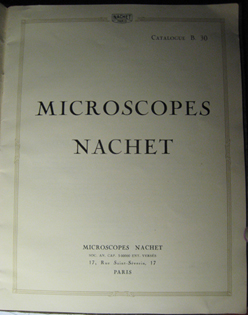 NACHET
CATALOGUE B. 30
MICROSCOPES
NACHET
MICROSCOPES NACHET
17, RUE SAINT-SÉVERIN, 17
PARIS